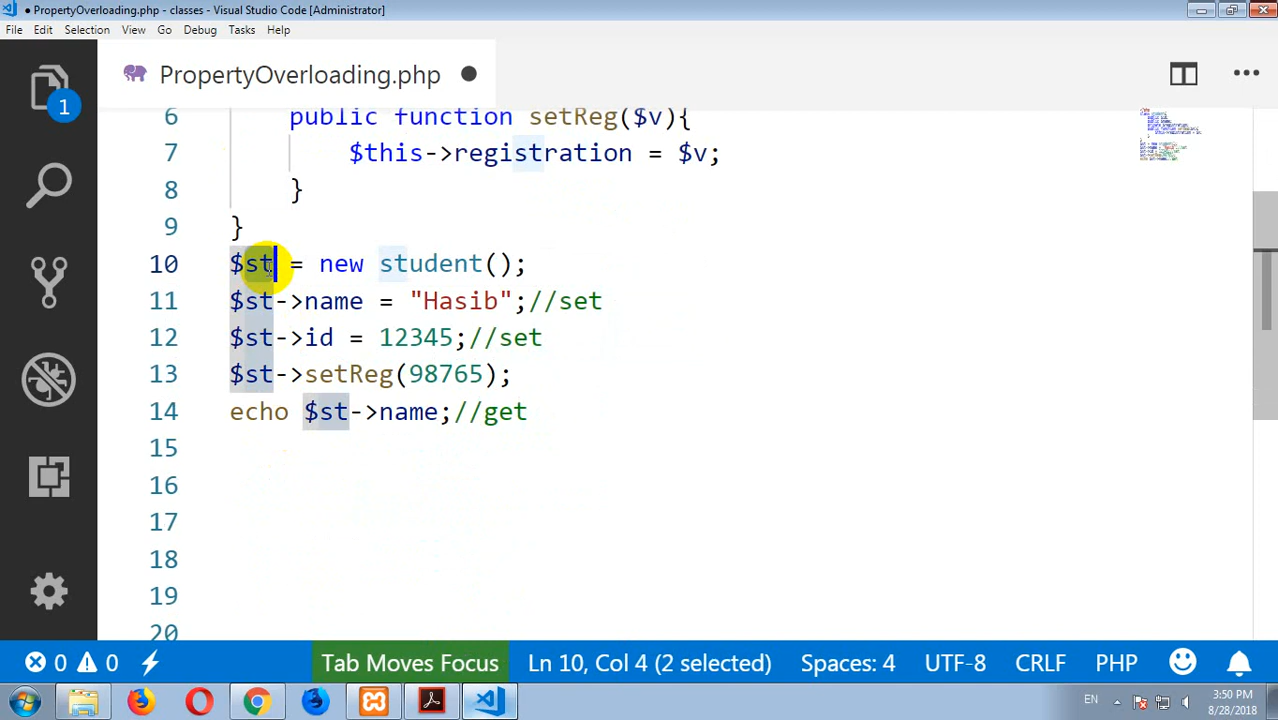 PropertyOverloading.php - classes - Visual Studio Code [Administrator]
File Edit Selection View Go Debug Tasks Help
1
PropertyOverloading.php
6 public function setReg($v){
7 $this->registration = $v;
8 }
9 }
10 $st = new student();
11 $st->name = "Hasib";//set
12 $st->id = 12345;//set
13 $st->setReg(98765);
14 echo $st->name;//get
15
16
17
18
19
20
0 0 Tab Moves Focus Ln 10, Col 4 (2 selected) Spaces: 4 UTF-8 CRLF PHP
EN 3:50 PM
8/28/2018